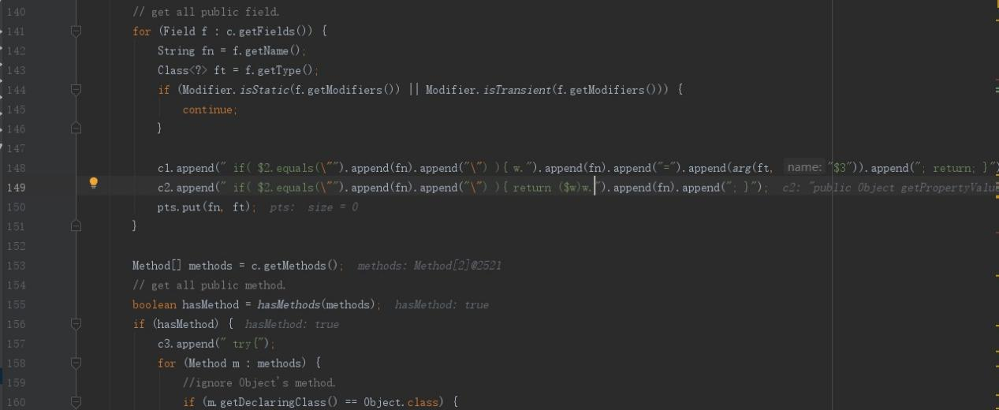 140 // get all public field.
141 for (Field f : c.getFields()) {
142 String fn = f.getName();
143 Class<?> ft = f.getType();
144 if (Modifier.isStatic(f.getModifiers()) || Modifier.isTransient(f.getModifiers())) {
145 continue;
146 }
147
148 c1.append(" if( $2.equals(\"").append(fn).append("\") ){ w.").append(fn).append("=").append(arg(ft, name: "$3")).append("; return; }")
149 c2.append(" if( $2.equals(\"").append(fn).append("\") ){ return ($w)w.").append(fn).append("; }"); c2: "public Object getPropertyValu
150 pts.put(fn, ft); pts: size = 0
151 }
152
153 Method[] methods = c.getMethods(); methods: Method[2]@2521
154 // get all public method.
155 boolean hasMethod = hasMethods(methods); hasMethod: true
156 if (hasMethod) { hasMethod: true
157 c3.append(" try{");
158 for (Method m : methods) {
159 //ignore Object's method.
160 if (m.getDeclaringClass() == Object.class) {